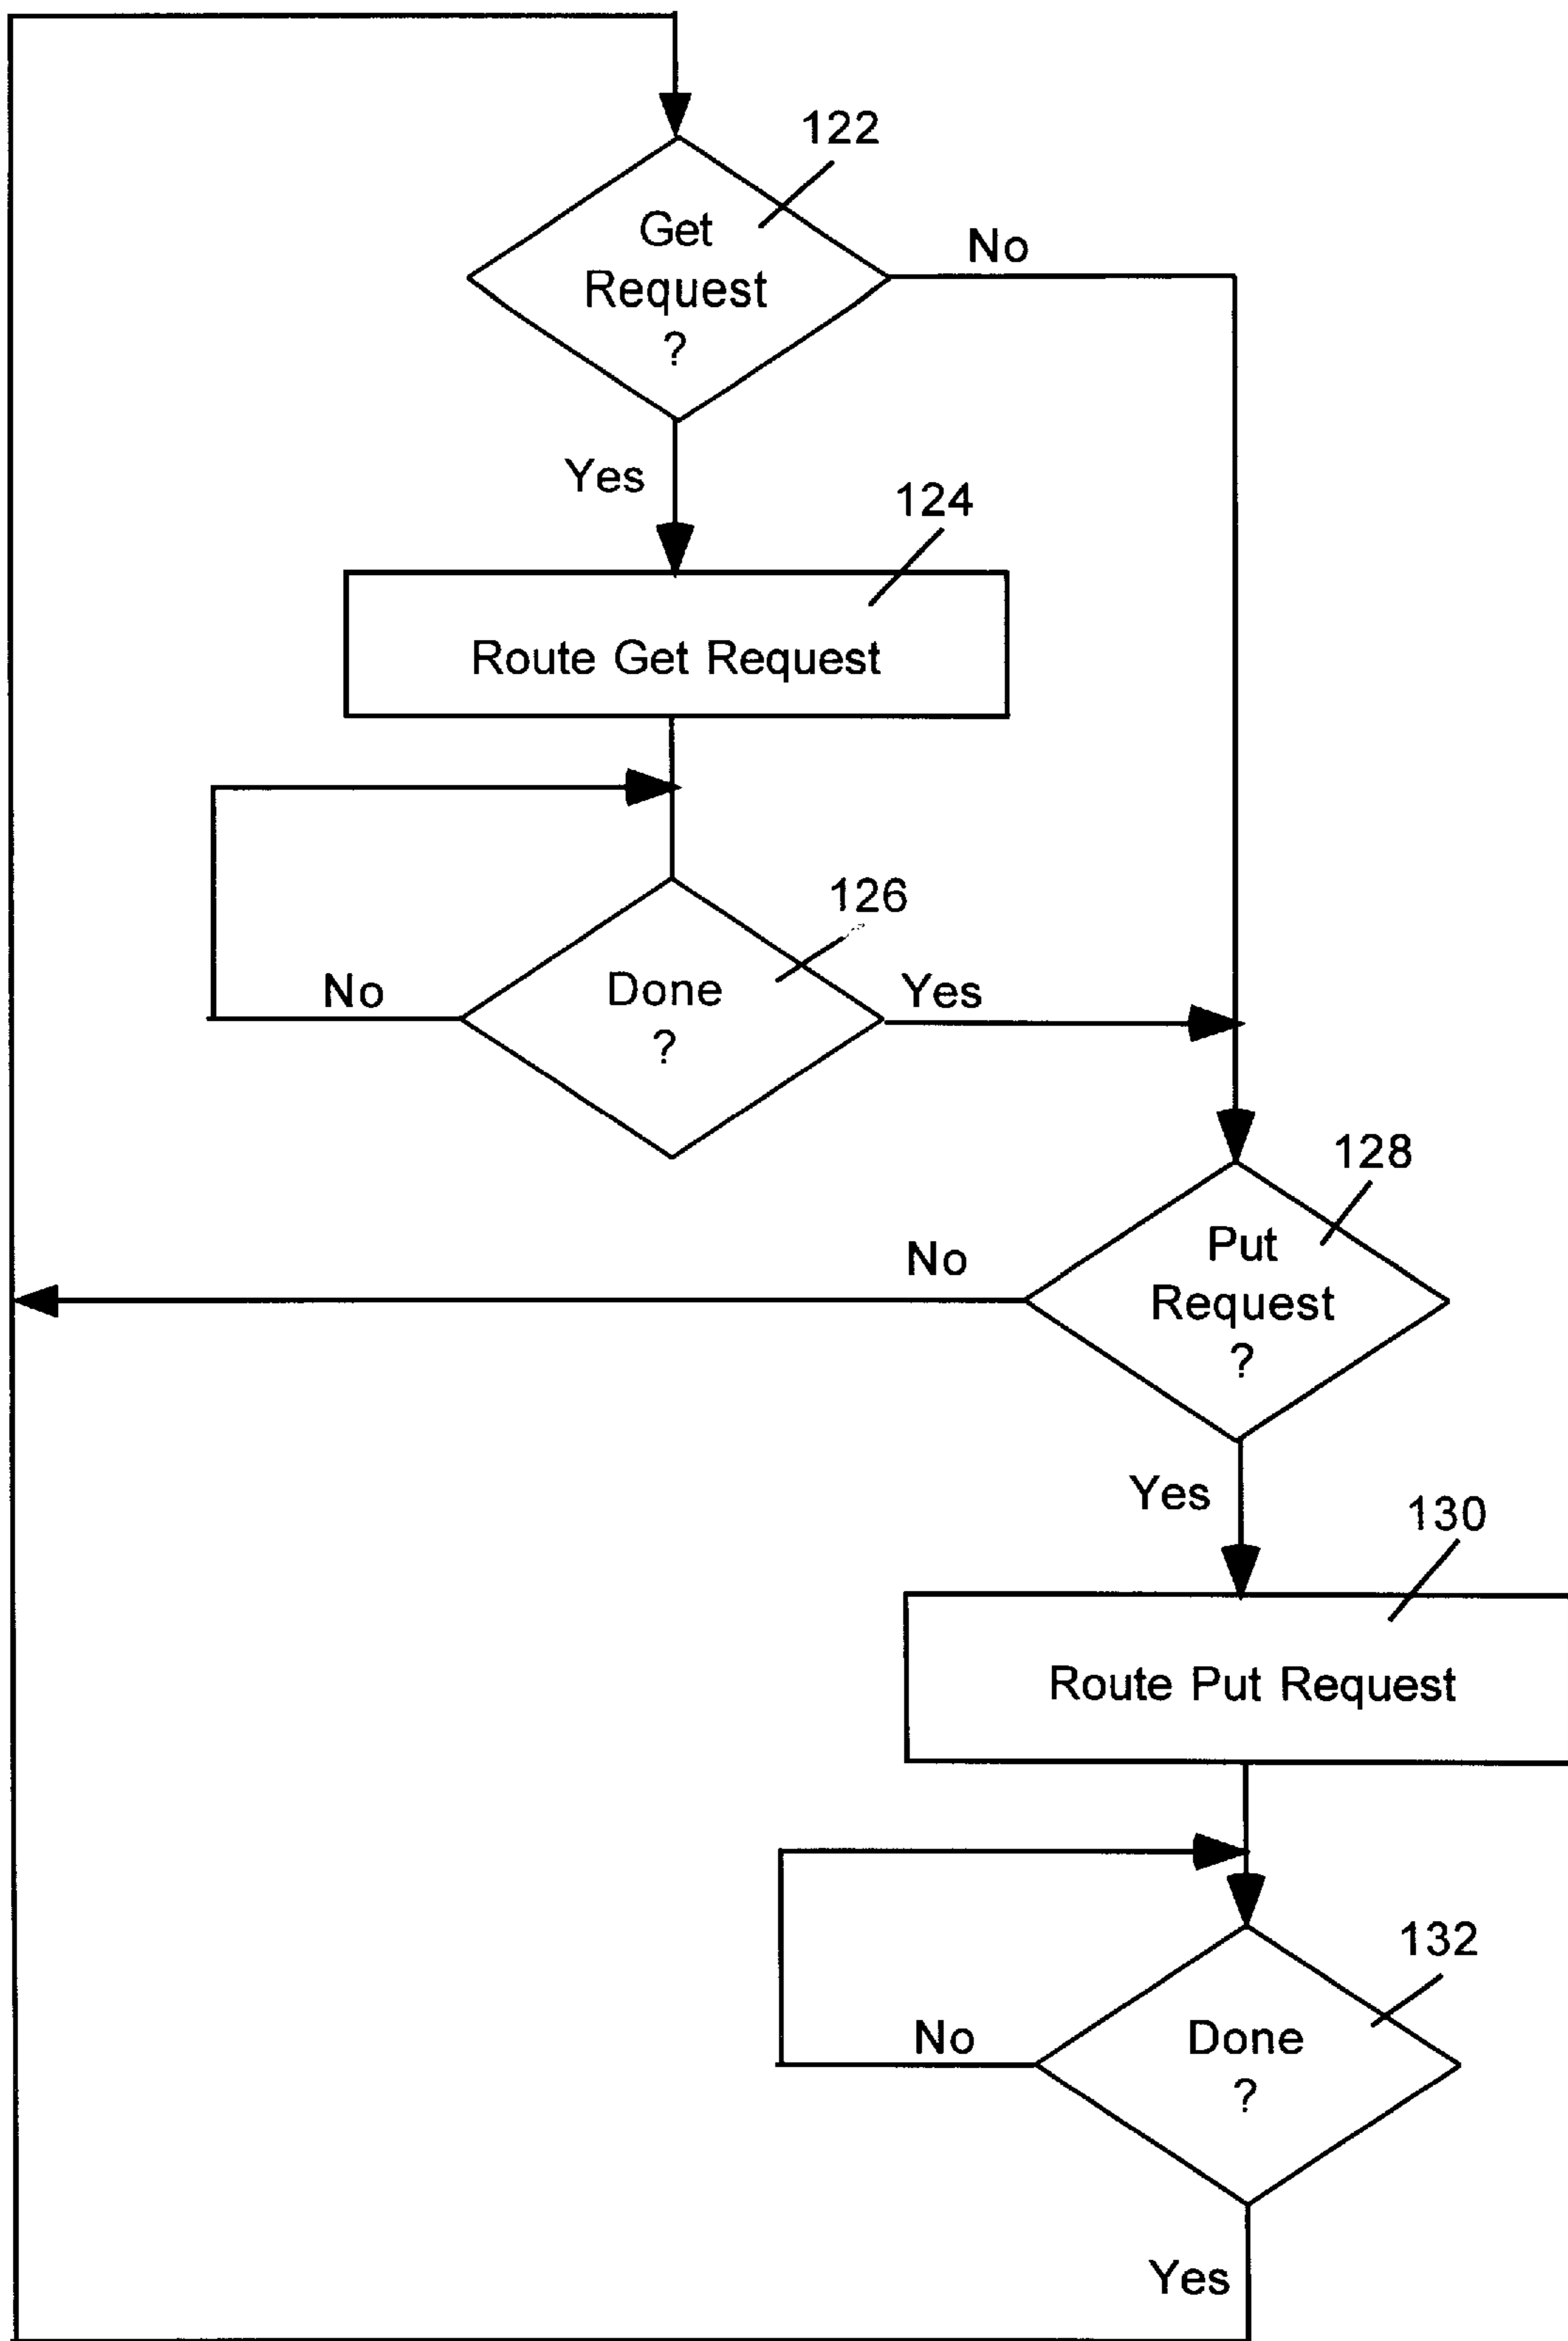 122
Get
Request
?
No
Yes
124
Route Get Request
126
Done
?
No
Yes
128
Put
Request
?
No
Yes
130
Route Put Request
132
Done
?
No
Yes